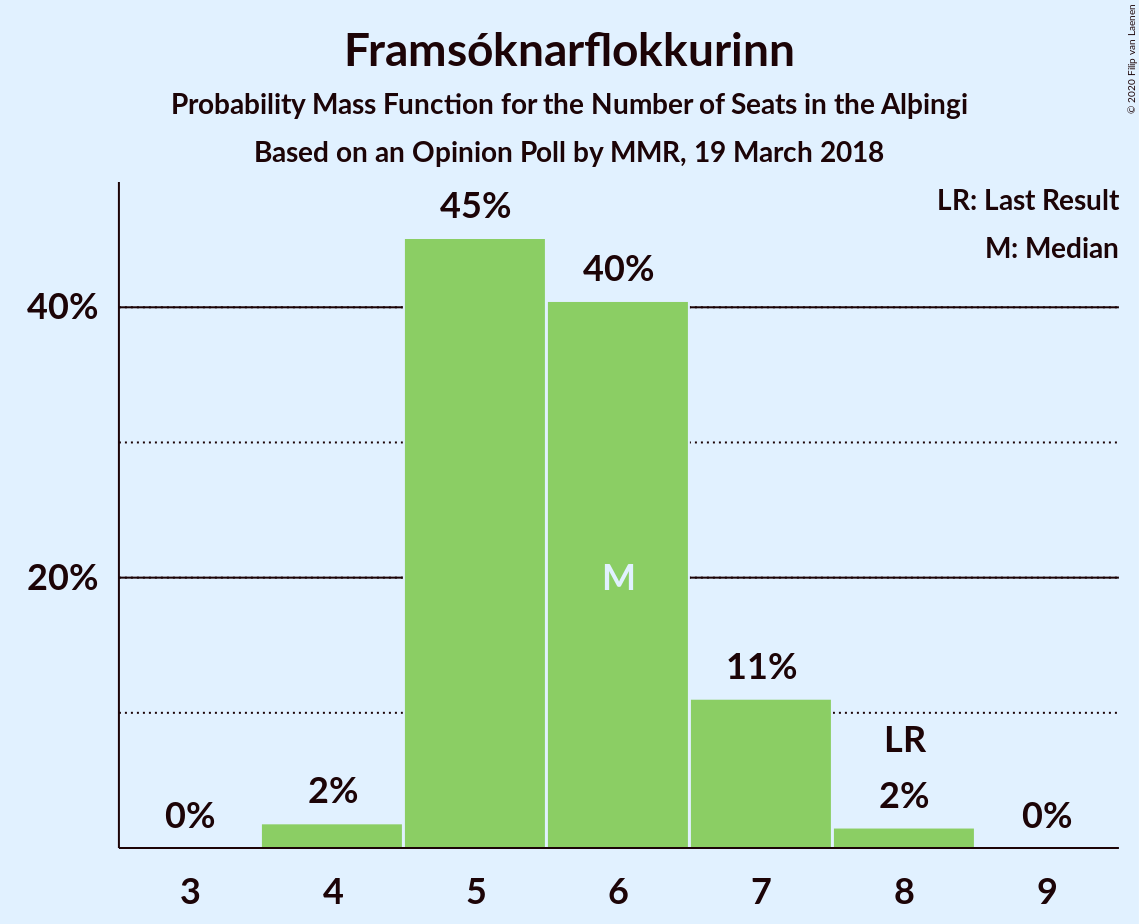 Framsóknarflokkurinn
Probability Mass Function for the Number of Seats in the Alþingi
Based on an Opinion Poll by MMR, 19 March 2018
© 2020 Filip van Laenen
LR: Last Result
M: Median
45%
40%
40%
20%
M
11%
LR
2%
2%
0%
0%
3 4 5 6 7 8 9